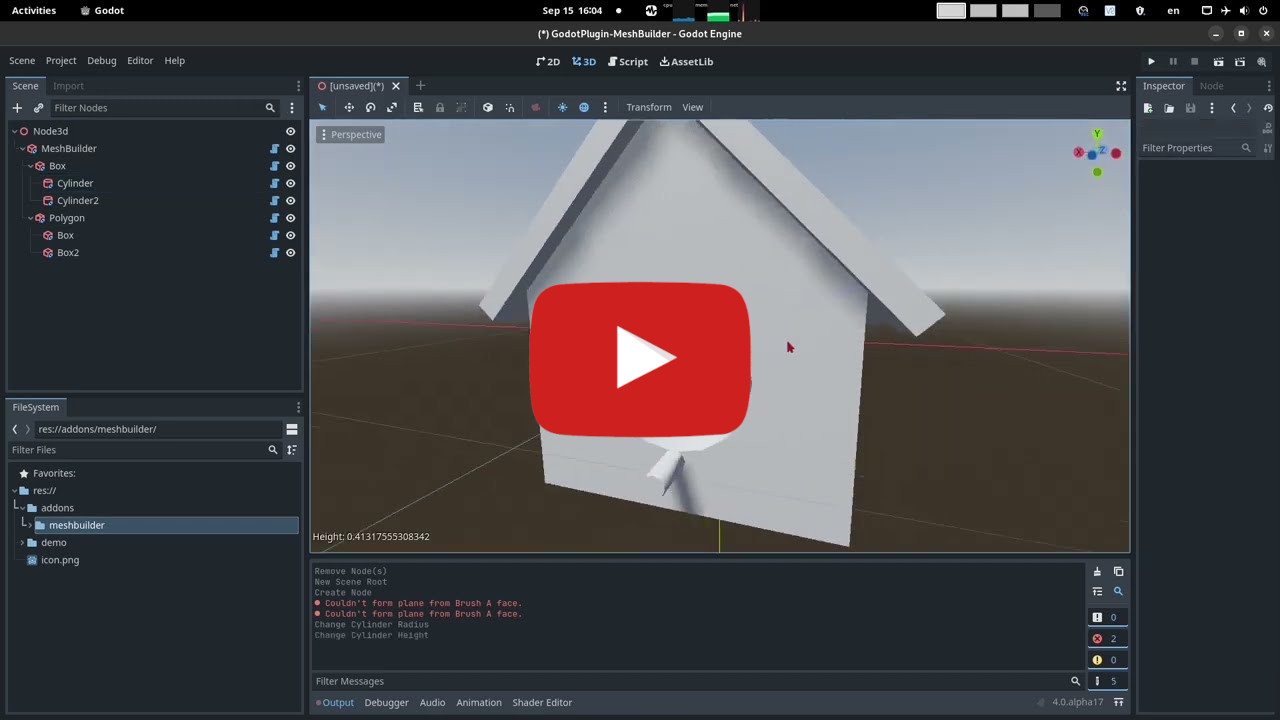 Activities Godot Sep 15 16:04 cpu mem net en
(*) GodotPlugin-MeshBuilder - Godot Engine
Scene Project Debug Editor Help 2D 3D Script AssetLib
Scene Import [unsaved](*) Inspector Node
Filter Nodes Transform View
Perspective
Filter Properties
Node3d
MeshBuilder
Box
Cylinder
Cylinder2
Polygon
Box
Box2
X Y Z
FileSystem
res://addons/meshbuilder/
Filter Files
Favorites:
res://
addons
meshbuilder
demo
icon.png
Height: 0.41317555308342
Remove Node(s)
New Scene Root
Create Node
Couldn't form plane from Brush A face.
Couldn't form plane from Brush A face.
Change Cylinder Radius
Change Cylinder Height
0
2
0
5
Filter Messages
Output Debugger Audio Animation Shader Editor 4.0.alpha17